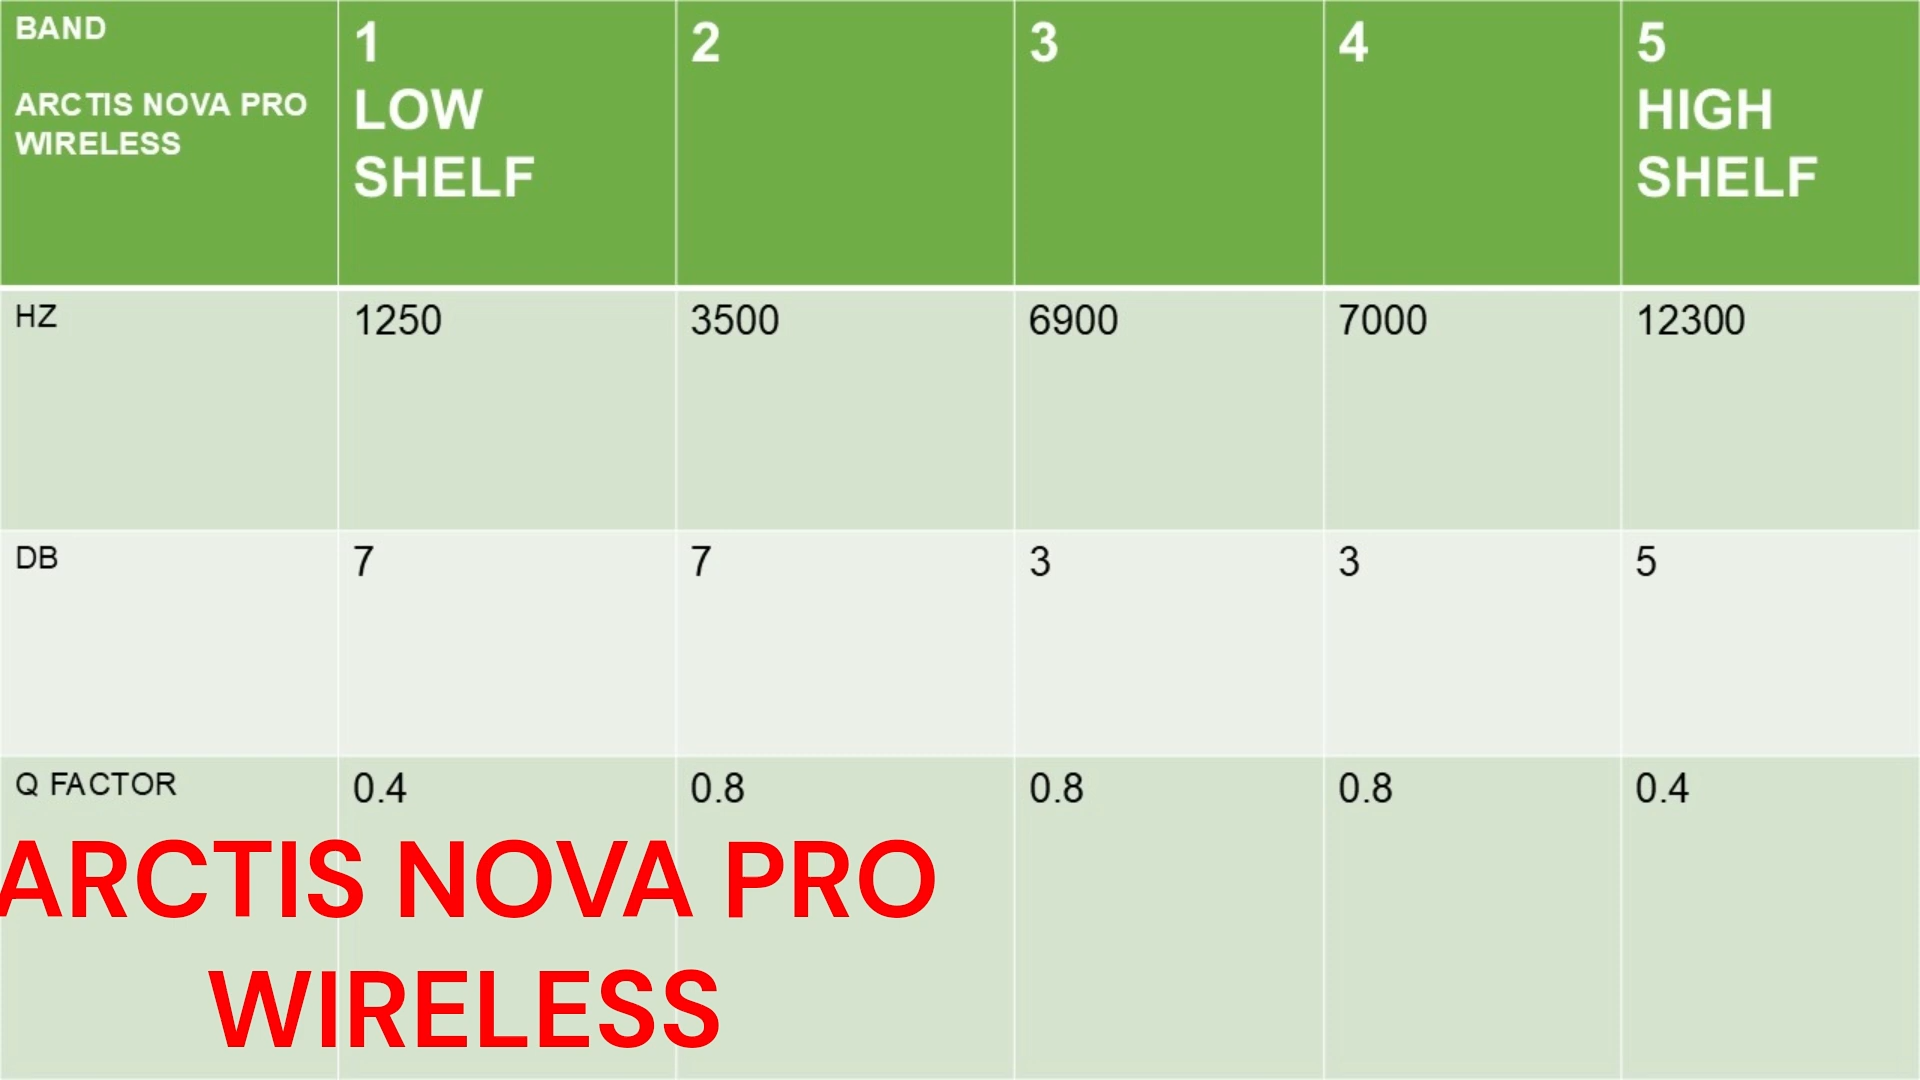 BAND
ARCTIS NOVA PRO
WIRELESS
1
LOW
SHELF
2
3
4
5
HIGH
SHELF
HZ 1250 3500 6900 7000 12300
DB 7 7 3 3 5
Q FACTOR 0.4 0.8 0.8 0.8 0.4
ARCTIS NOVA PRO
WIRELESS